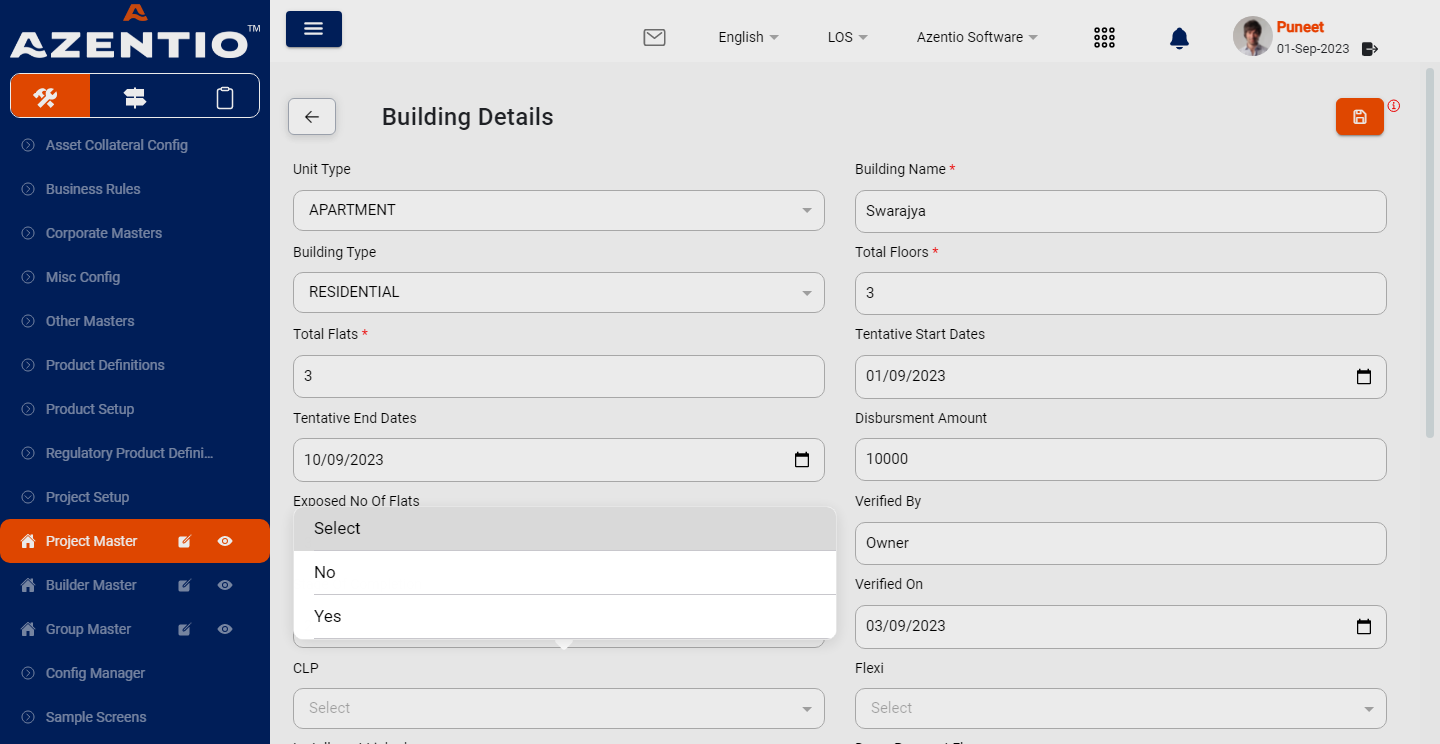 AZENTIO™
English
LOS
Azentio Software
Puneet
01-Sep-2023
Asset Collateral Config
Business Rules
Corporate Masters
Misc Config
Other Masters
Product Definitions
Product Setup
Regulatory Product Defini...
Project Setup
Project Master
Builder Master
Group Master
Config Manager
Sample Screens
Building Details
Unit Type
APARTMENT
Building Name *
Swarajya
Building Type
RESIDENTIAL
Total Floors *
3
Total Flats *
3
Tentative Start Dates
01/09/2023
Tentative End Dates
10/09/2023
Disbursment Amount
10000
Exposed No Of Flats
Select
No
Yes
Verified By
Owner
Verified On
03/09/2023
CLP
Select
Flexi
Select